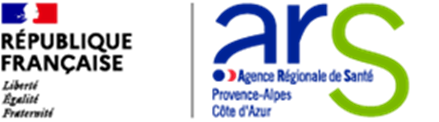 RÉPUBLIQUE
FRANÇAISE
Liberté
Égalité
Fraternité
ars
Agence Régionale de Santé
Provence-Alpes
Côte d'Azur